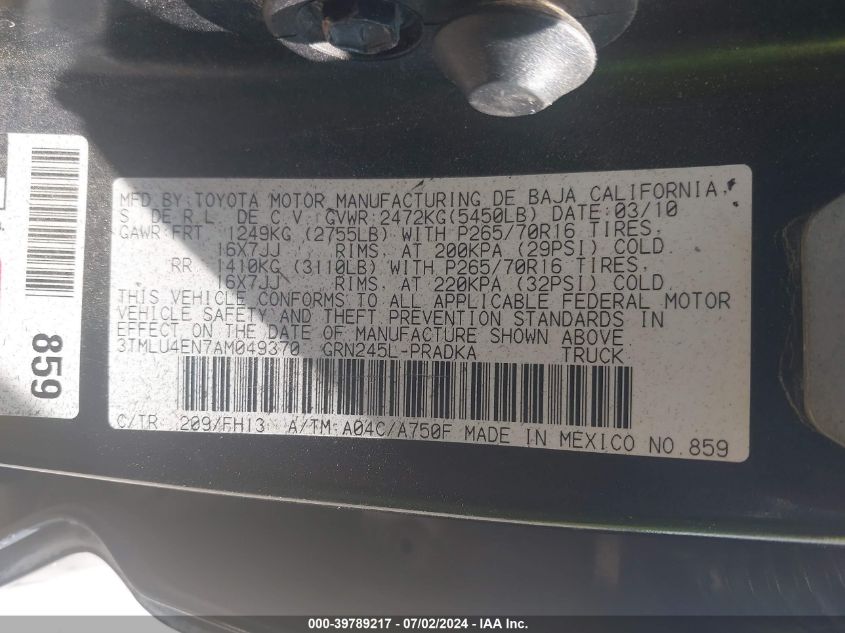 MFD.BY:TOYOTA MOTOR MANUFACTURING DE BAJA CALIFORNIA,
S DE R.L. DE C.V. GVWR:2472KG(5450LB) DATE:03/10
GAWR:FRT 1249KG (2755LB) WITH P265/70R16 TIRES,
16X7JJ RIMS, AT 200KPA (29PSI) COLD
RR 1410KG (3110LB) WITH P265/70R16 TIRES,
16X7JJ RIMS, AT 220KPA (32PSI) COLD
THIS VEHICLE CONFORMS TO ALL APPLICABLE FEDERAL MOTOR
VEHICLE SAFETY AND THEFT PREVENTION STANDARDS IN
EFFECT ON THE DATE OF MANUFACTURE SHOWN ABOVE.
3TMLU4EN7AM049370 GRN245L-PRADKA TRUCK
C/TR: 209/FH13 A/TM:A04C/A750F MADE IN MEXICO NO.859
859
000-39789217 - 07/02/2024 - IAA Inc.